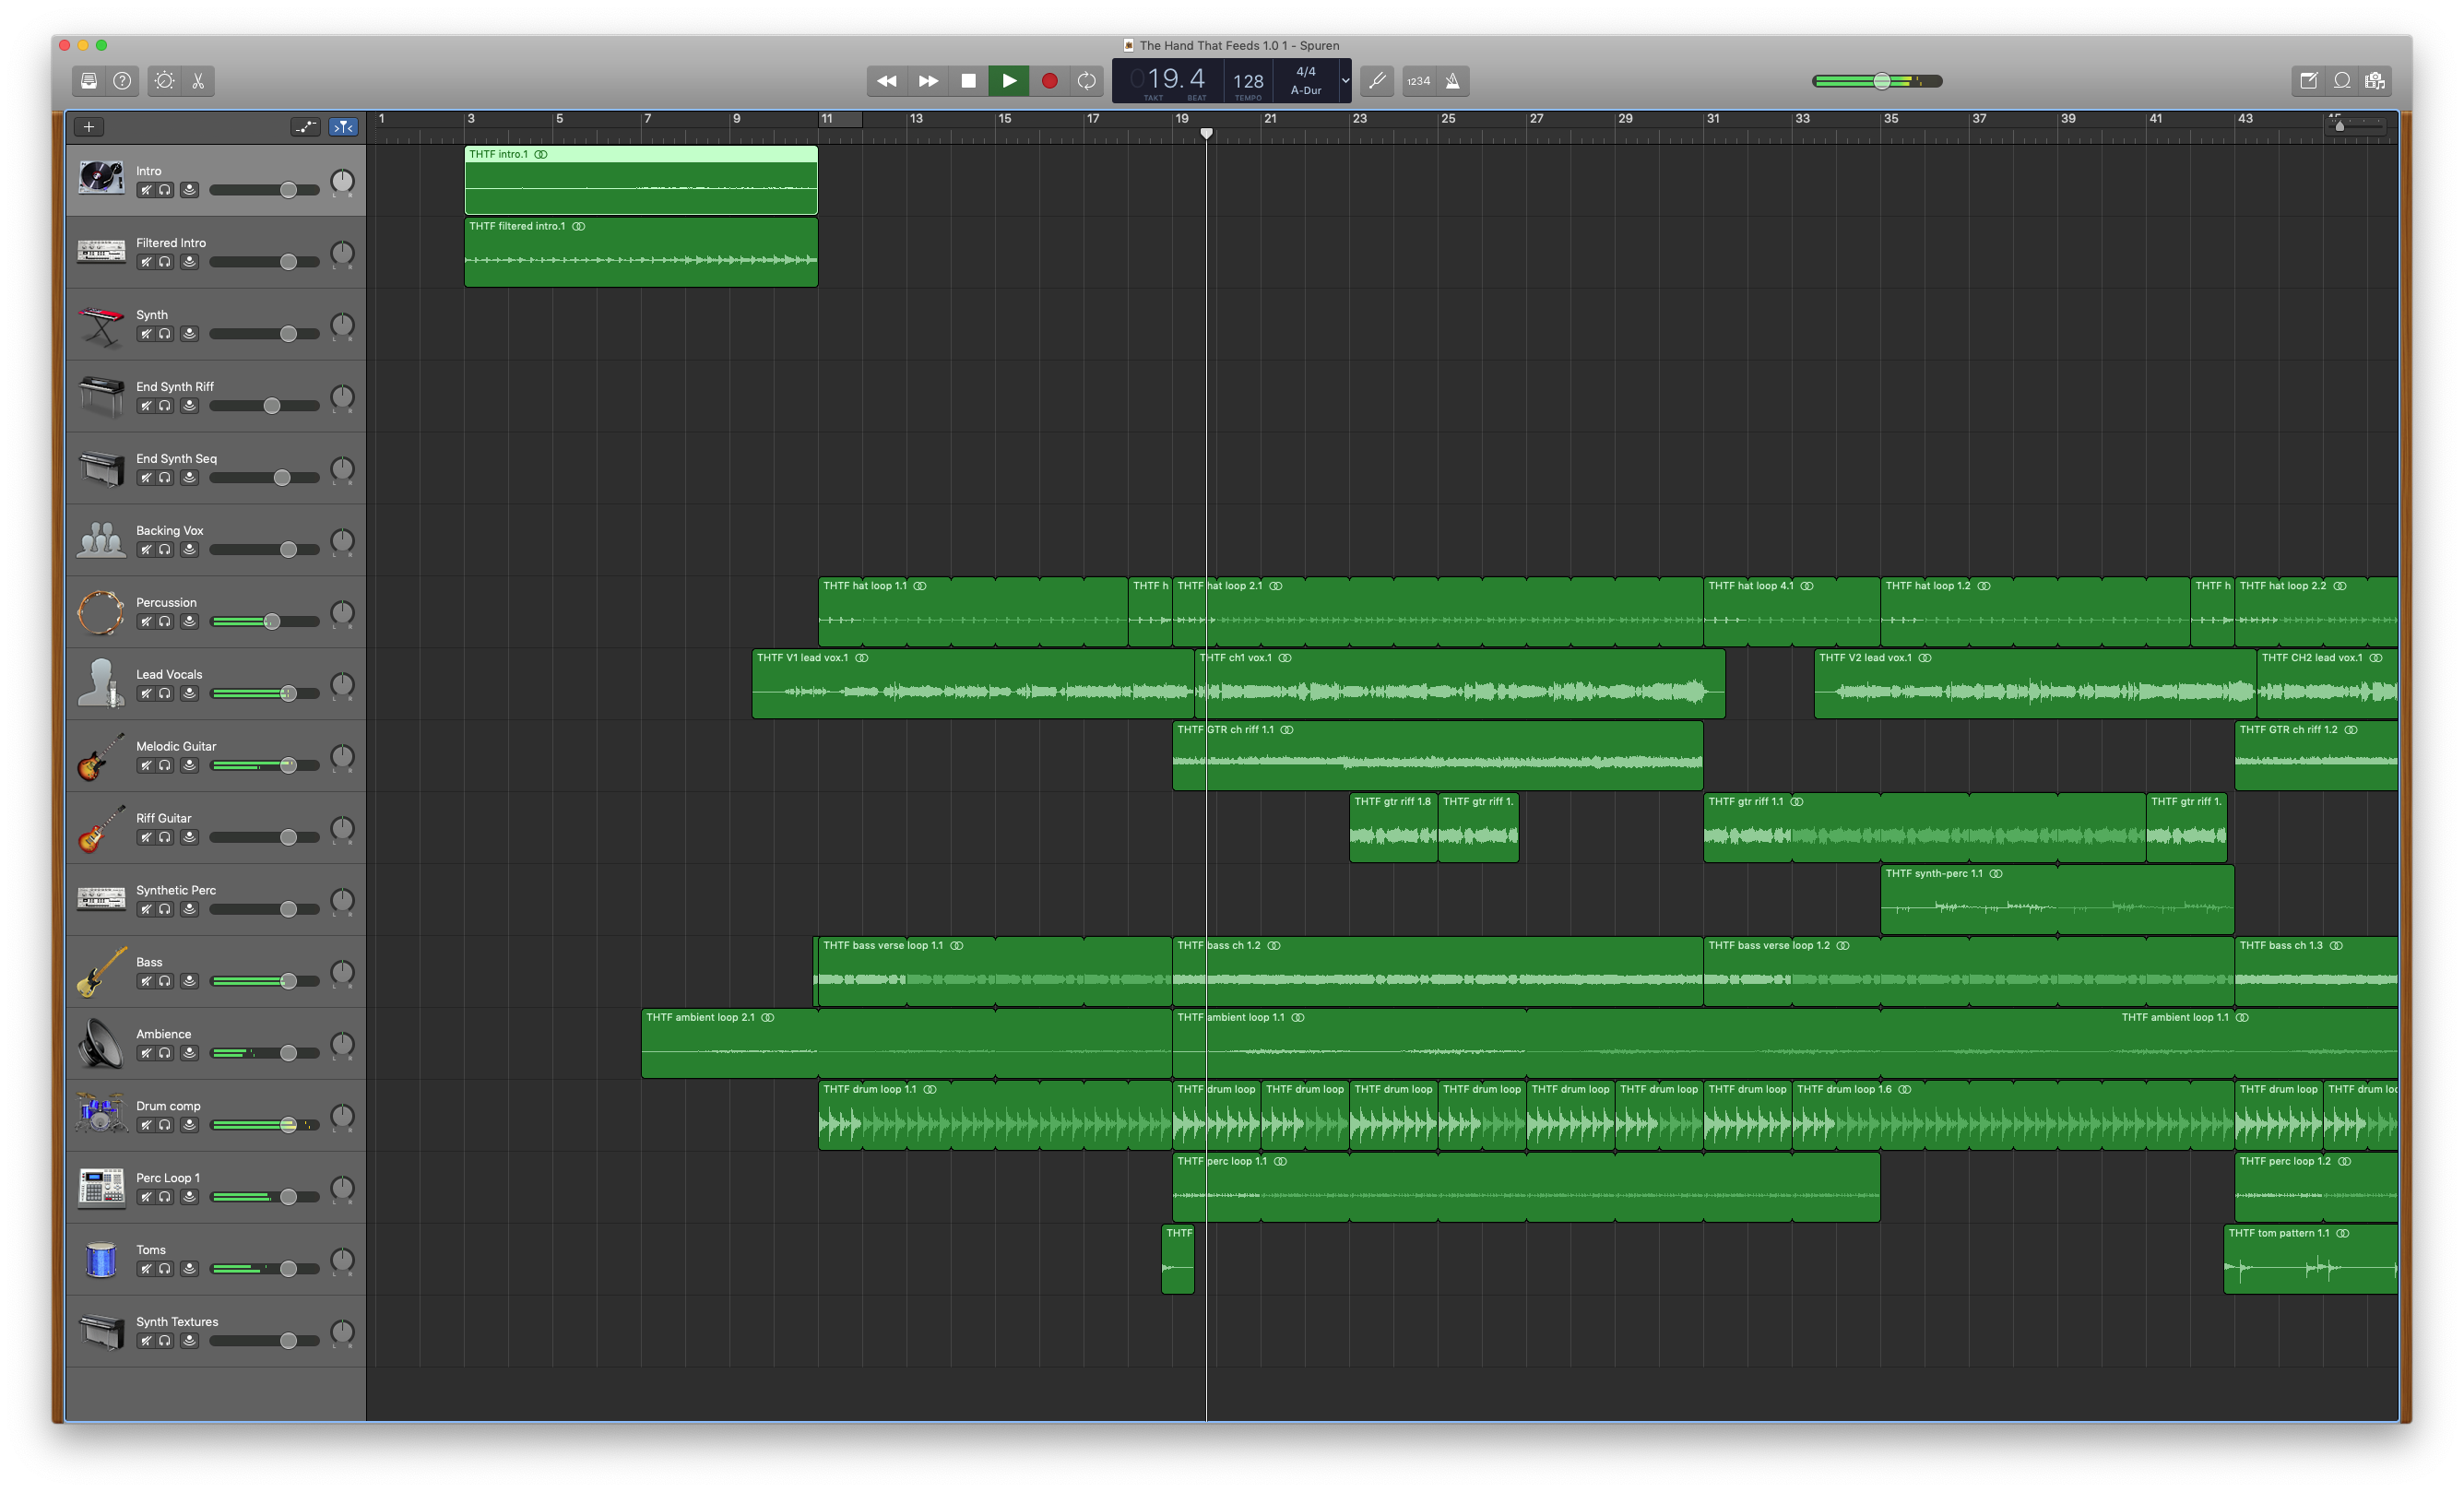 The Hand That Feeds 1.0 1 - Spuren
019.4
TAKT BEAT
128
TEMPO
4/4
A-Dur
1234
1 3 5 7 9 11 13 15 17 19 21 23 25 27 29 31 33 35 37 39 41 43 45
Intro
L R
THTF intro.1
Filtered Intro
L R
THTF filtered intro.1
Synth
L R
End Synth Riff
L R
End Synth Seq
L R
Backing Vox
L R
Percussion
L R
THTF hat loop 1.1 THTF h THTF hat loop 2.1 THTF hat loop 4.1 THTF hat loop 1.2 THTF h THTF hat loop 2.2
Lead Vocals
L R
THTF V1 lead vox.1 THTF ch1 vox.1 THTF V2 lead vox.1 THTF CH2 lead vox.1
Melodic Guitar
L R
THTF GTR ch riff 1.1 THTF GTR ch riff 1.2
Riff Guitar
L R
THTF gtr riff 1.8 THTF gtr riff 1. THTF gtr riff 1.1 THTF gtr riff 1.
Synthetic Perc
L R
THTF synth-perc 1.1
Bass
L R
THTF bass verse loop 1.1 THTF bass ch 1.2 THTF bass verse loop 1.2 THTF bass ch 1.3
Ambience
L R
THTF ambient loop 2.1 THTF ambient loop 1.1 THTF ambient loop 1.1
Drum comp
L R
THTF drum loop 1.1 THTF drum loop THTF drum loop THTF drum loop THTF drum loop THTF drum loop THTF drum loop THTF drum loop THTF drum loop 1.6 THTF drum loop THTF drum loo
Perc Loop 1
L R
THTF perc loop 1.1 THTF perc loop 1.2
Toms
L R
THTF THTF tom pattern 1.1
Synth Textures
L R